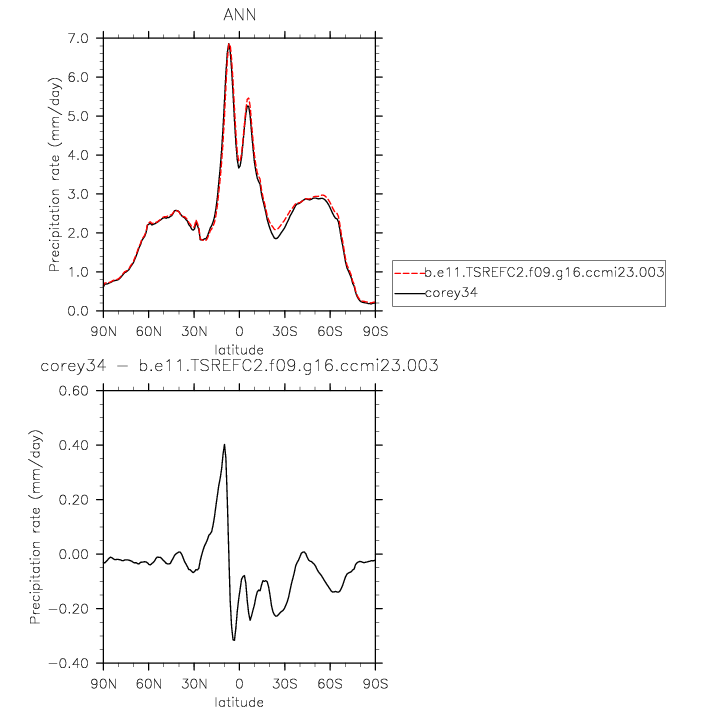 ANN
Precipitation rate (mm/day)
7.0
6.0
5.0
4.0
3.0
2.0
1.0
0.0
90N 60N 30N 0 30S 60S 90S
latitude
b.e11.TSREFC2.f09.g16.ccmi23.003
corey34
corey34 − b.e11.TSREFC2.f09.g16.ccmi23.003
Precipitation rate (mm/day)
0.60
0.40
0.20
0.00
−0.20
−0.40
90N 60N 30N 0 30S 60S 90S
latitude